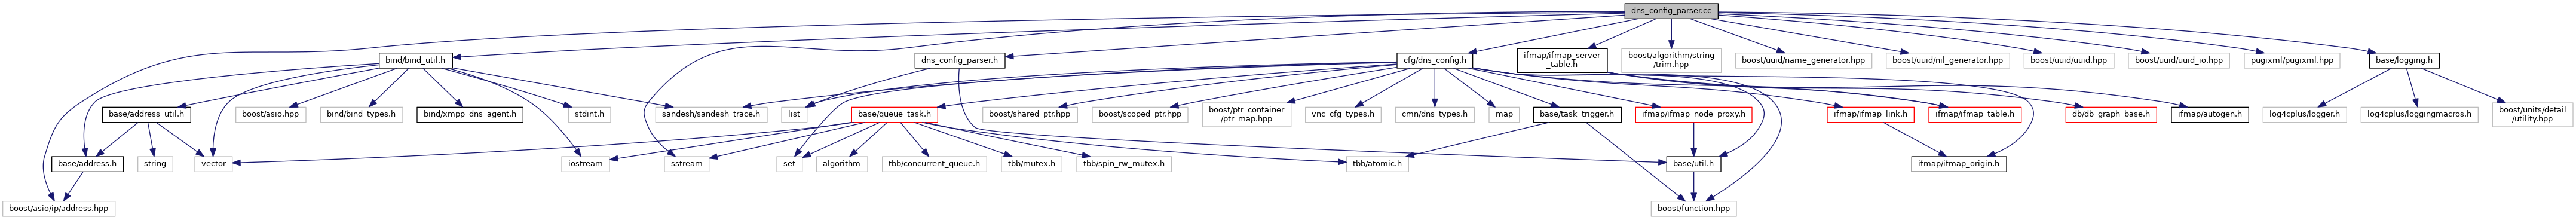 dns_config_parser.cc
bind/bind_util.h
dns_config_parser.h
cfg/dns_config.h
ifmap/ifmap_server
_table.h
boost/algorithm/string
/trim.hpp
boost/uuid/name_generator.hpp
boost/uuid/nil_generator.hpp
boost/uuid/uuid.hpp
boost/uuid/uuid_io.hpp
pugixml/pugixml.hpp
base/logging.h
base/address_util.h
boost/asio.hpp
bind/bind_types.h
bind/xmpp_dns_agent.h
stdint.h
sandesh/sandesh_trace.h
list
base/queue_task.h
boost/shared_ptr.hpp
boost/scoped_ptr.hpp
boost/ptr_container
/ptr_map.hpp
vnc_cfg_types.h
cmn/dns_types.h
map
base/task_trigger.h
ifmap/ifmap_node_proxy.h
ifmap/ifmap_link.h
ifmap/ifmap_table.h
db/db_graph_base.h
ifmap/autogen.h
log4cplus/logger.h
log4cplus/loggingmacros.h
boost/units/detail
/utility.hpp
base/address.h
string
vector
iostream
sstream
set
algorithm
tbb/concurrent_queue.h
tbb/mutex.h
tbb/spin_rw_mutex.h
tbb/atomic.h
base/util.h
ifmap/ifmap_origin.h
boost/asio/ip/address.hpp
boost/function.hpp